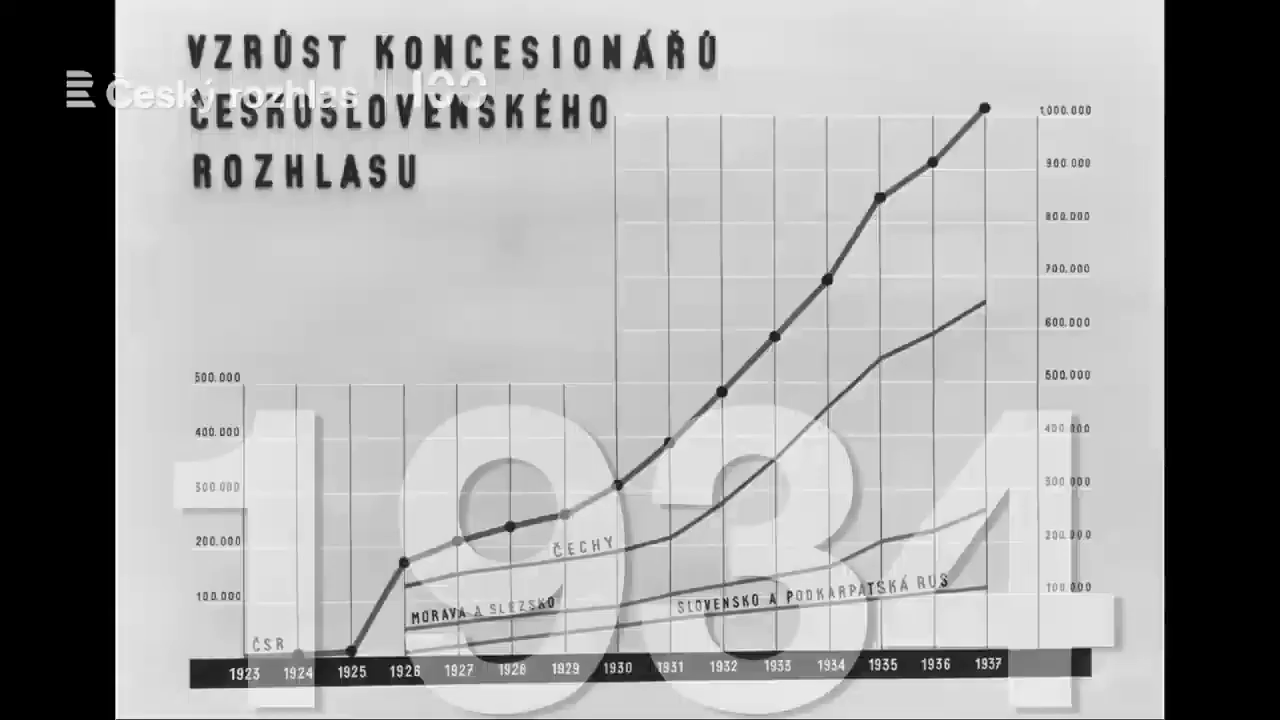 VZRŮST KONCESIONÁŘŮ
Český rozhlas 100
ČESKOSLOVENSKÉHO
ROZHLASU
1,000.000
900.000
800.000
700.000
600.000
500.000
500.000
400.000
400.000
300.000
300.000
200.000
200.000
100.000
100.000
ČECHY
MORAVA A SLEZSKO
SLOVENSKO A PODKARPATSKÁ RUS
ČSR
1923 1924 1925 1926 1927 1928 1929 1930 1931 1932 1933 1934 1935 1936 1937
1934